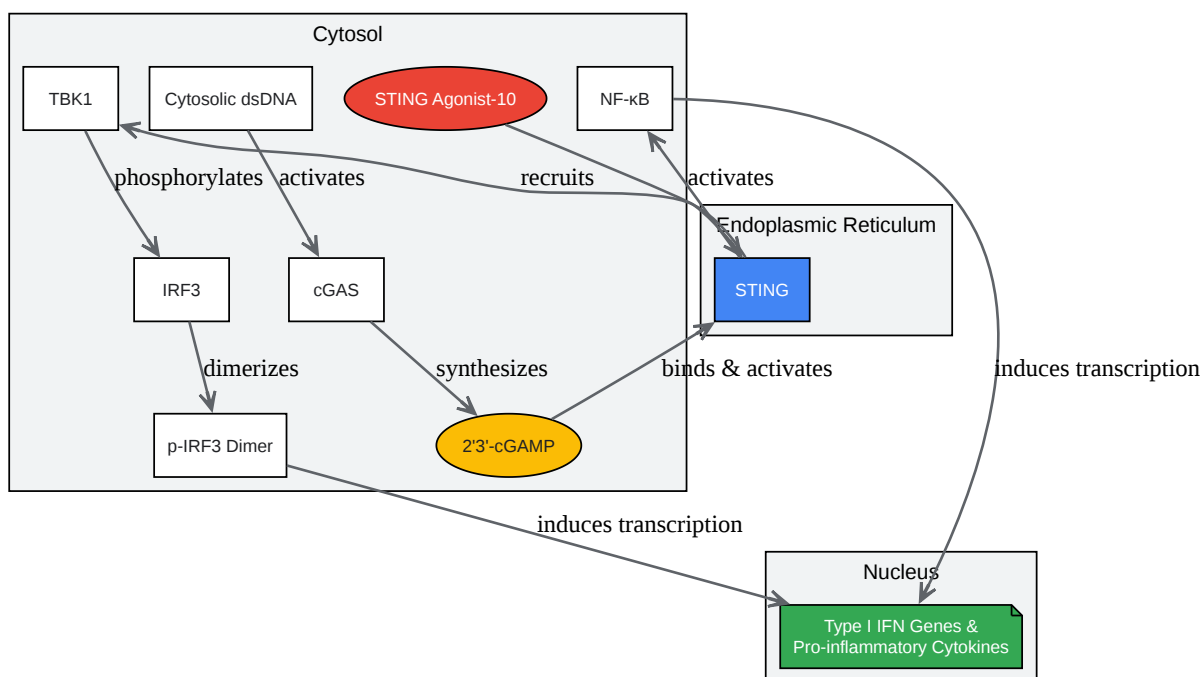 Cytosol
TBK1
Cytosolic dsDNA
STING Agonist-10
NF-κB
phosphorylates
activates
recruits
activates
Endoplasmic Reticulum
IRF3
cGAS
STING
dimerizes
synthesizes
binds & activates
induces transcription
p-IRF3 Dimer
2'3'-cGAMP
induces transcription
Nucleus
Type I IFN Genes &
Pro-inflammatory Cytokines